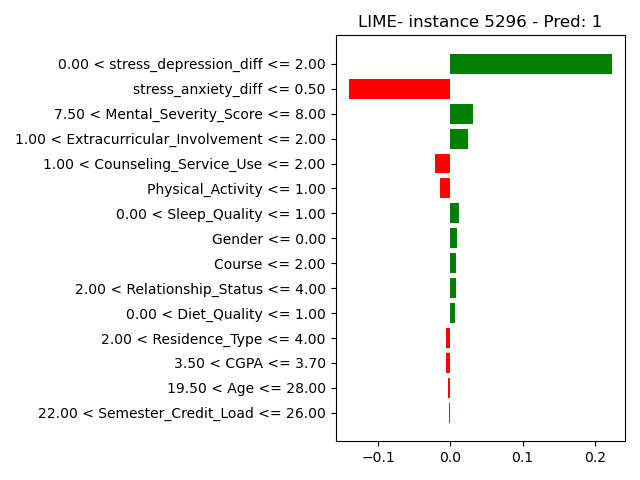 LIME- instance 5296 - Pred: 1
0.00 < stress_depression_diff <= 2.00
stress_anxiety_diff <= 0.50
7.50 < Mental_Severity_Score <= 8.00
1.00 < Extracurricular_Involvement <= 2.00
1.00 < Counseling_Service_Use <= 2.00
Physical_Activity <= 1.00
0.00 < Sleep_Quality <= 1.00
Gender <= 0.00
Course <= 2.00
2.00 < Relationship_Status <= 4.00
0.00 < Diet_Quality <= 1.00
2.00 < Residence_Type <= 4.00
3.50 < CGPA <= 3.70
19.50 < Age <= 28.00
22.00 < Semester_Credit_Load <= 26.00
−0.1 0.0 0.1 0.2